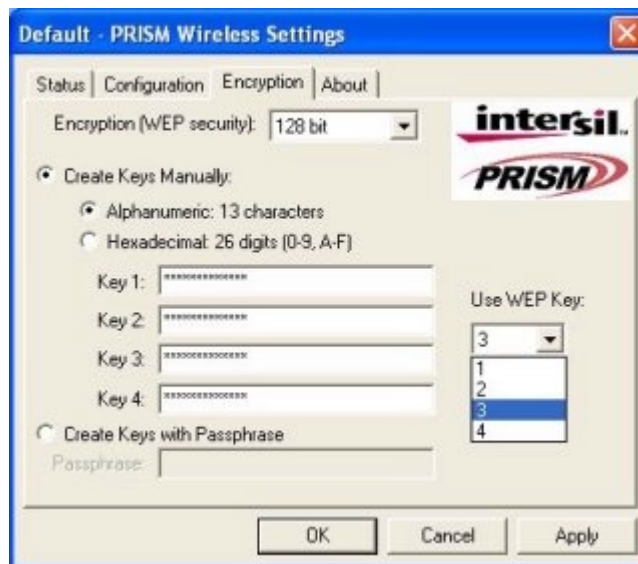 Default - PRISM Wireless Settings
Status Configuration Encryption About
Encryption (WEP security): 128 bit
intersil.
PRISM
Create Keys Manually:
Alphanumeric: 13 characters
Hexadecimal: 26 digits (0-9, A-F)
Key 1: *************
Key 2: *************
Key 3: *************
Key 4: *************
Use WEP Key:
3
1
2
3
4
Create Keys with Passphrase
Passphrase:
OK Cancel Apply